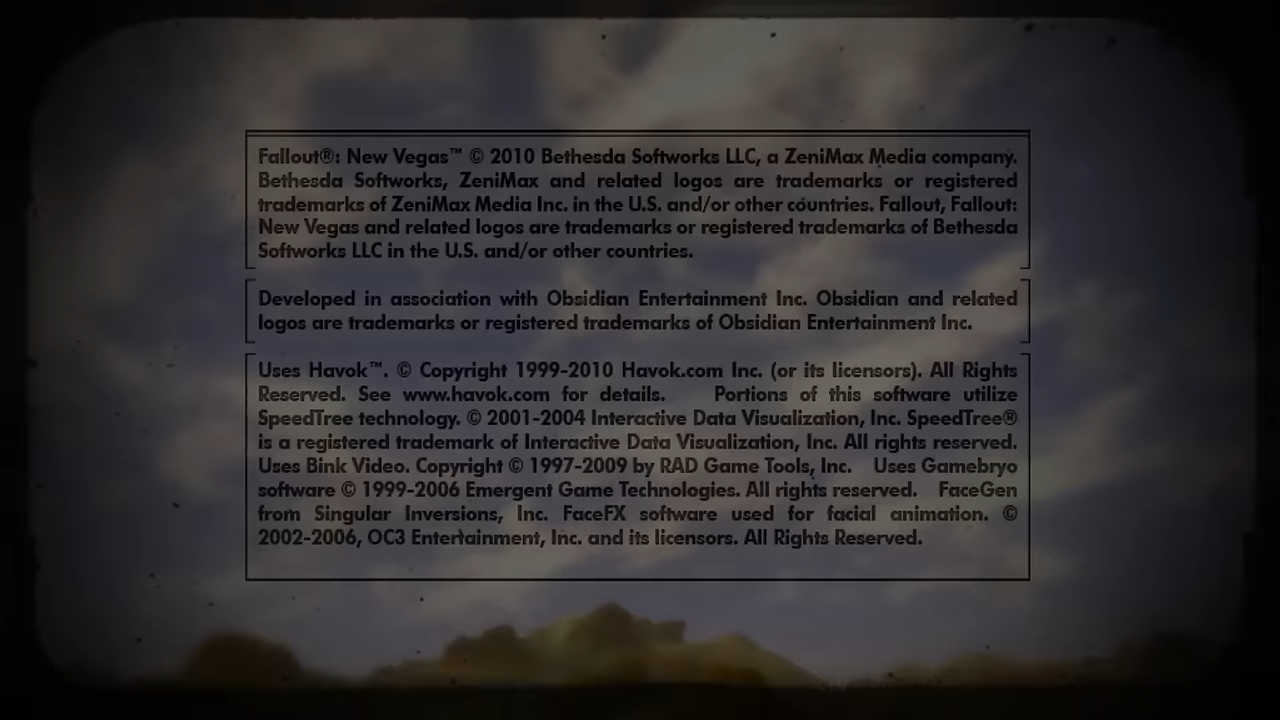 Fallout®: New Vegas™ © 2010 Bethesda Softworks LLC, a ZeniMax Media company.
Bethesda Softworks, ZeniMax and related logos are trademarks or registered
trademarks of ZeniMax Media Inc. in the U.S. and/or other countries. Fallout, Fallout:
New Vegas and related logos are trademarks or registered trademarks of Bethesda
Softworks LLC in the U.S. and/or other countries.
Developed in association with Obsidian Entertainment Inc. Obsidian and related
logos are trademarks or registered trademarks of Obsidian Entertainment Inc.
Uses Havok™. © Copyright 1999-2010 Havok.com Inc. (or its licensors). All Rights
Reserved. See www.havok.com for details. Portions of this software utilize
SpeedTree technology. © 2001-2004 Interactive Data Visualization, Inc. SpeedTree®
is a registered trademark of Interactive Data Visualization, Inc. All rights reserved.
Uses Bink Video. Copyright © 1997-2009 by RAD Game Tools, Inc. Uses Gamebryo
software © 1999-2006 Emergent Game Technologies. All rights reserved. FaceGen
from Singular Inversions, Inc. FaceFX software used for facial animation. ©
2002-2006, OC3 Entertainment, Inc. and its licensors. All Rights Reserved.